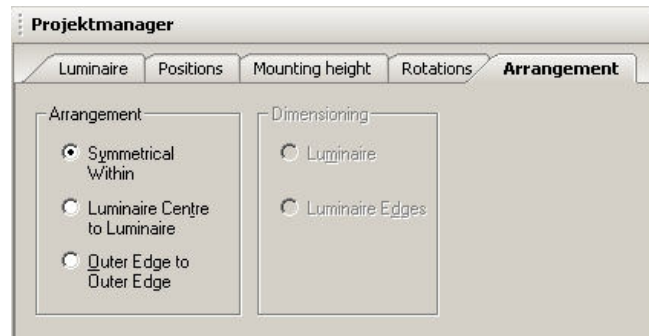 Projektmanager
Luminaire Positions Mounting height Rotations Arrangement
Arrangement
Dimensioning
Symmetrical
Within
Luminaire Centre
to Luminaire
Outer Edge to
Outer Edge
Luminaire
Luminaire Edges